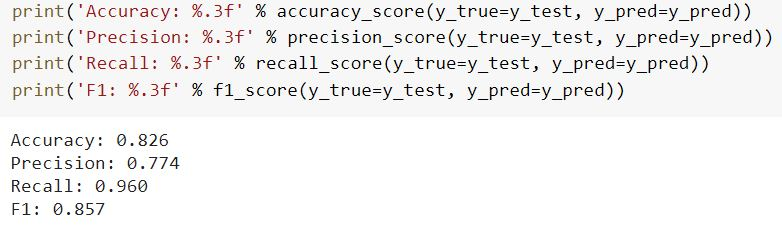 print('Accuracy: %.3f' % accuracy_score(y_true=y_test, y_pred=y_pred))
print('Precision: %.3f' % precision_score(y_true=y_test, y_pred=y_pred))
print('Recall: %.3f' % recall_score(y_true=y_test, y_pred=y_pred))
print('F1: %.3f' % f1_score(y_true=y_test, y_pred=y_pred))
Accuracy: 0.826
Precision: 0.774
Recall: 0.960
F1: 0.857